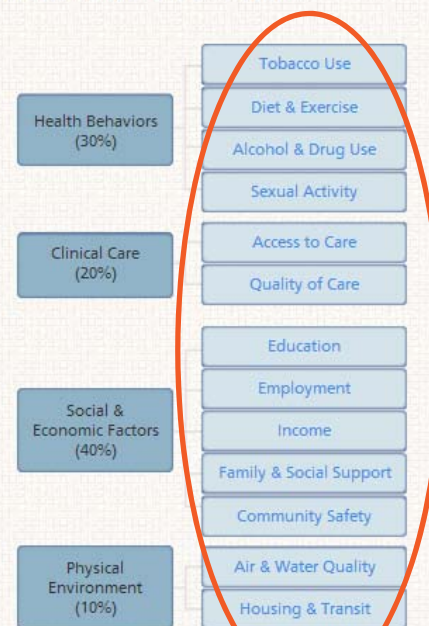 Health Behaviors
(30%)
Tobacco Use
Diet & Exercise
Alcohol & Drug Use
Sexual Activity
Clinical Care
(20%)
Access to Care
Quality of Care
Social &
Economic Factors
(40%)
Education
Employment
Income
Family & Social Support
Community Safety
Physical
Environment
(10%)
Air & Water Quality
Housing & Transit